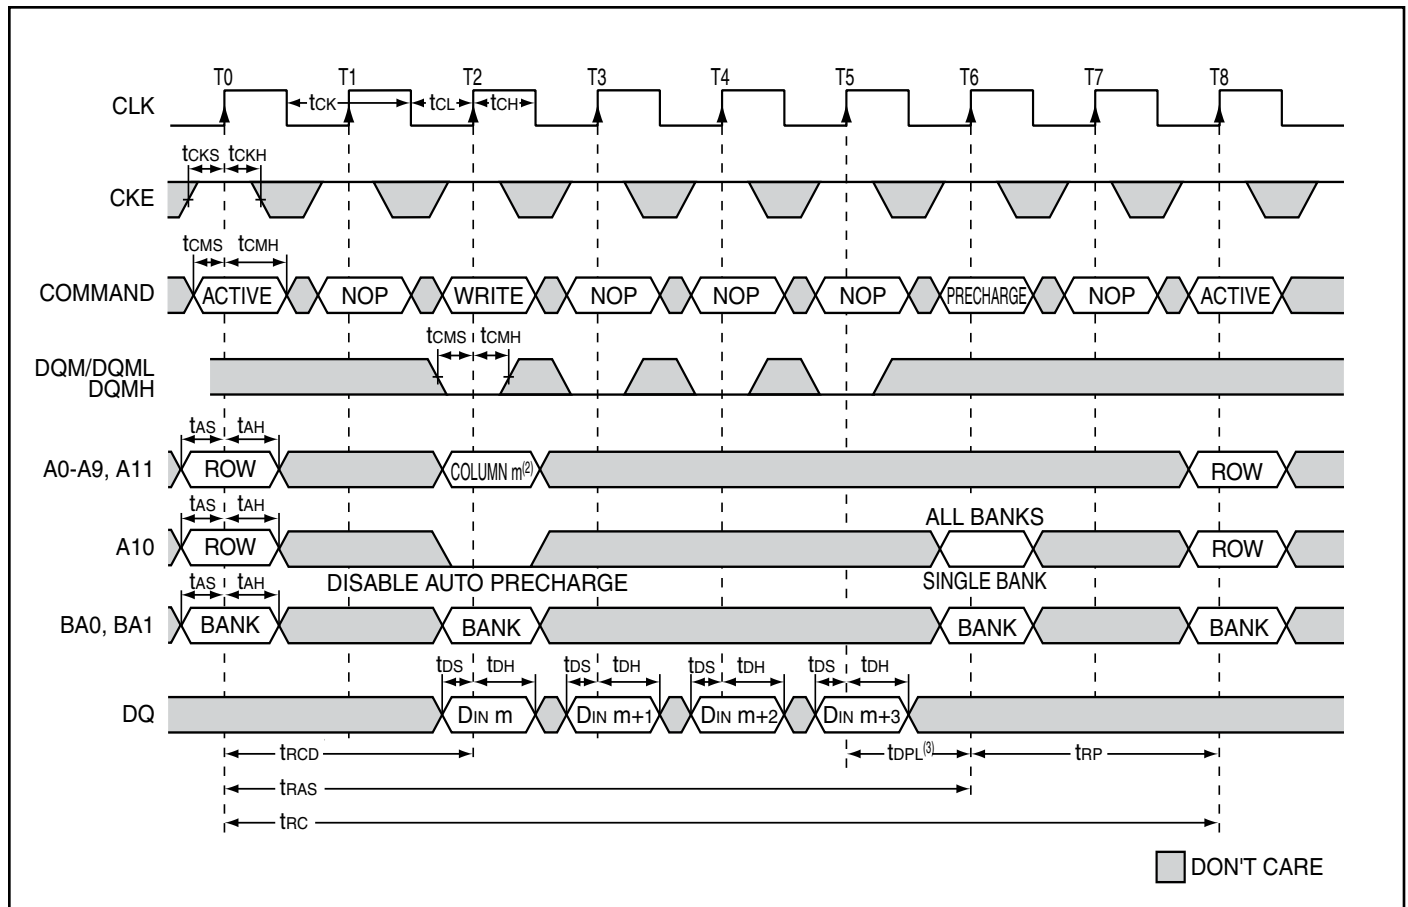 T0 T1 T2 T3 T4 T5 T6 T7 T8
CLK tCK tCL tCH
tCKS tCKH
CKE
tCMS tCMH
COMMAND ACTIVE NOP WRITE NOP NOP NOP PRECHARGE NOP ACTIVE
tCMS tCMH
DQM/DQML
DQMH
tAS tAH
A0-A9, A11 ROW COLUMN m(2) ROW
tAS tAH
ALL BANKS
A10 ROW ROW
DISABLE AUTO PRECHARGE SINGLE BANK
tAS tAH
BA0, BA1 BANK BANK BANK BANK
tDS tDH tDS tDH tDS tDH tDS tDH
DQ DIN m DIN m+1 DIN m+2 DIN m+3
tRCD tDPL(3) tRP
tRAS
tRC
DON'T CARE